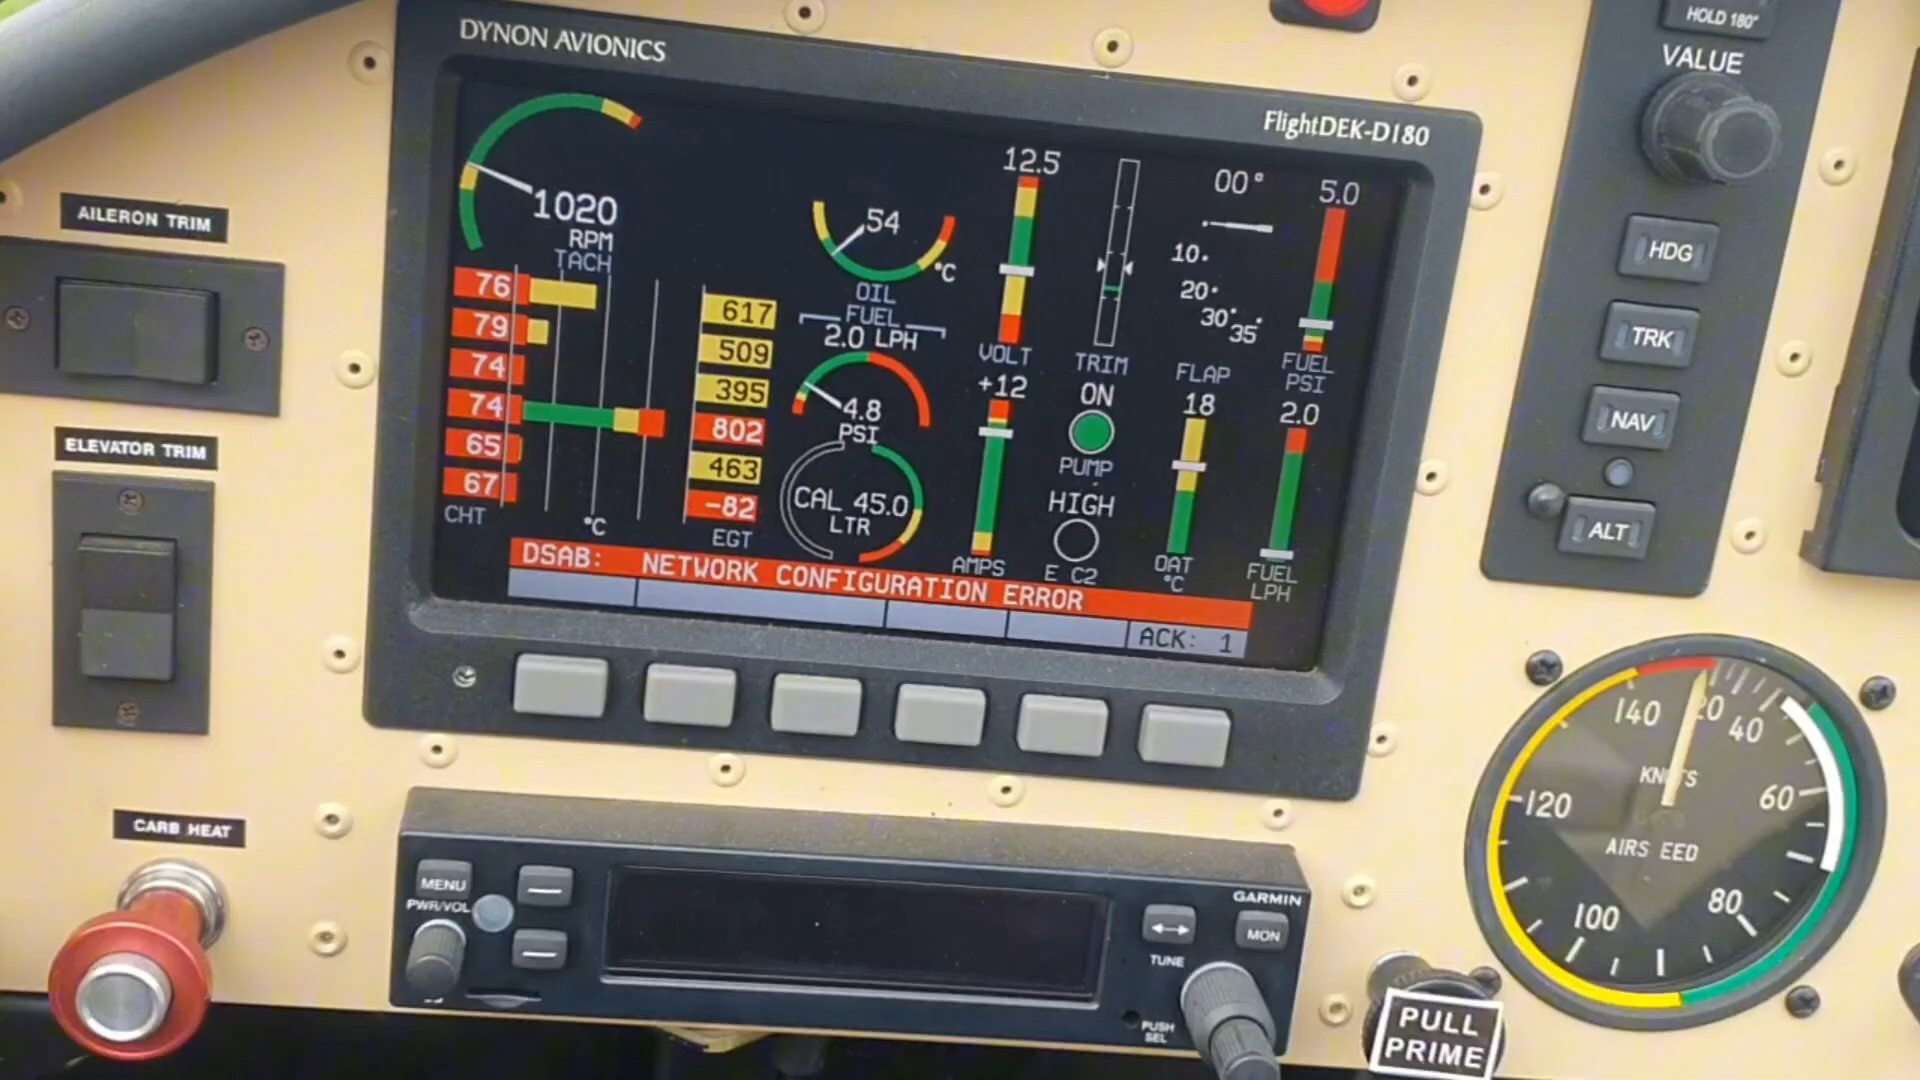 DYNON AVIONICS
FlightDEK-D180
HOLD 180°
VALUE
HDG
TRK
NAV
ALT
AILERON TRIM
ELEVATOR TRIM
CARB HEAT
1020
RPM
TACH
76
79
74
74
65
67
CHT
°C
617
509
395
802
463
-82
EGT
54
°C
OIL
FUEL
2.0 LPH
4.8
PSI
CAL 45.0
LTR
12.5
VOLT
+12
AMPS
TRIM
ON
PUMP
HIGH
E C2
00°
10
20
30
35
FLAP
18
OAT
°C
5.0
FUEL
PSI
2.0
FUEL
LPH
DSAB: NETWORK CONFIGURATION ERROR
ACK: 1
MENU
PWR/VOL
GARMIN
MON
TUNE
PUSH
SEL
140
20
40
60
80
100
120
KNOTS
AIRSPEED
PULL
PRIME